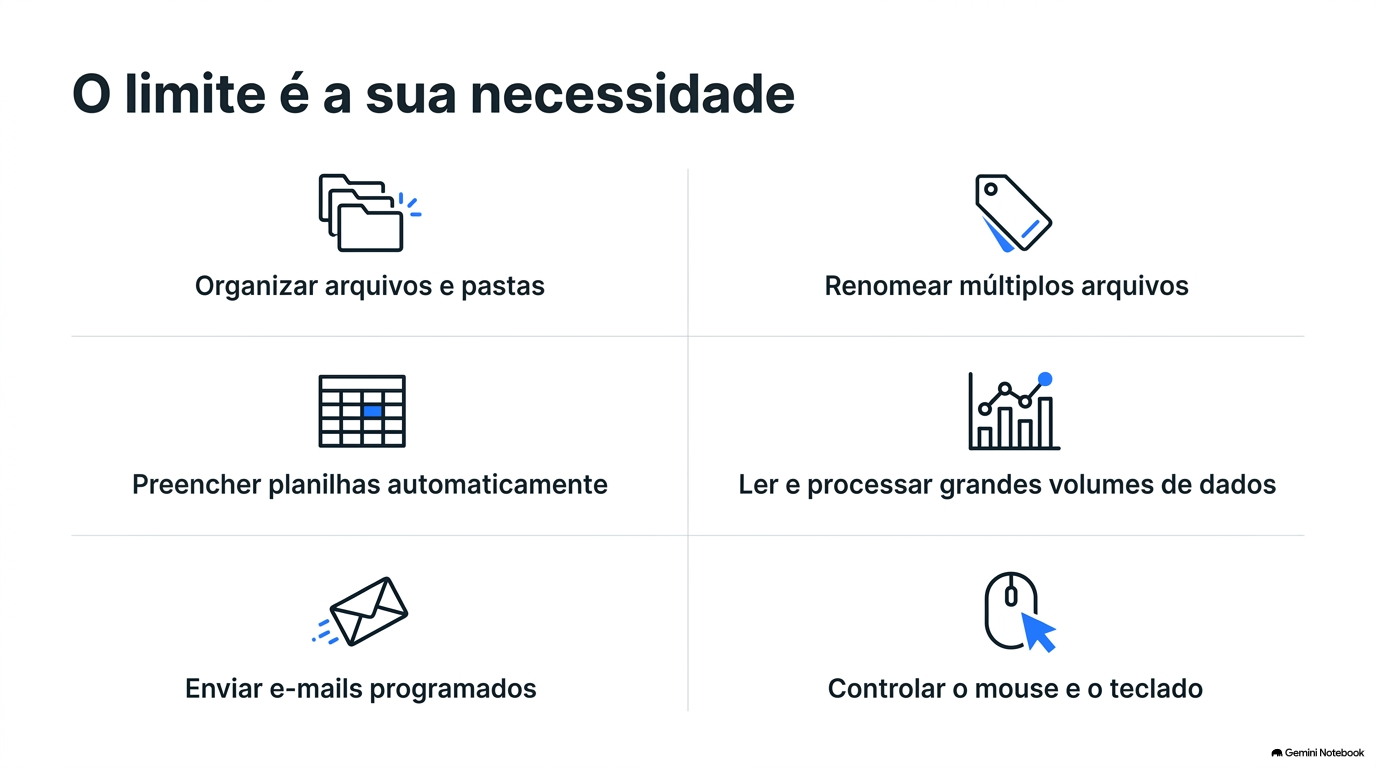 O limite é a sua necessidade
Organizar arquivos e pastas
Renomear múltiplos arquivos
Preencher planilhas automaticamente
Ler e processar grandes volumes de dados
Enviar e-mails programados
Controlar o mouse e o teclado
Gemini Notebook